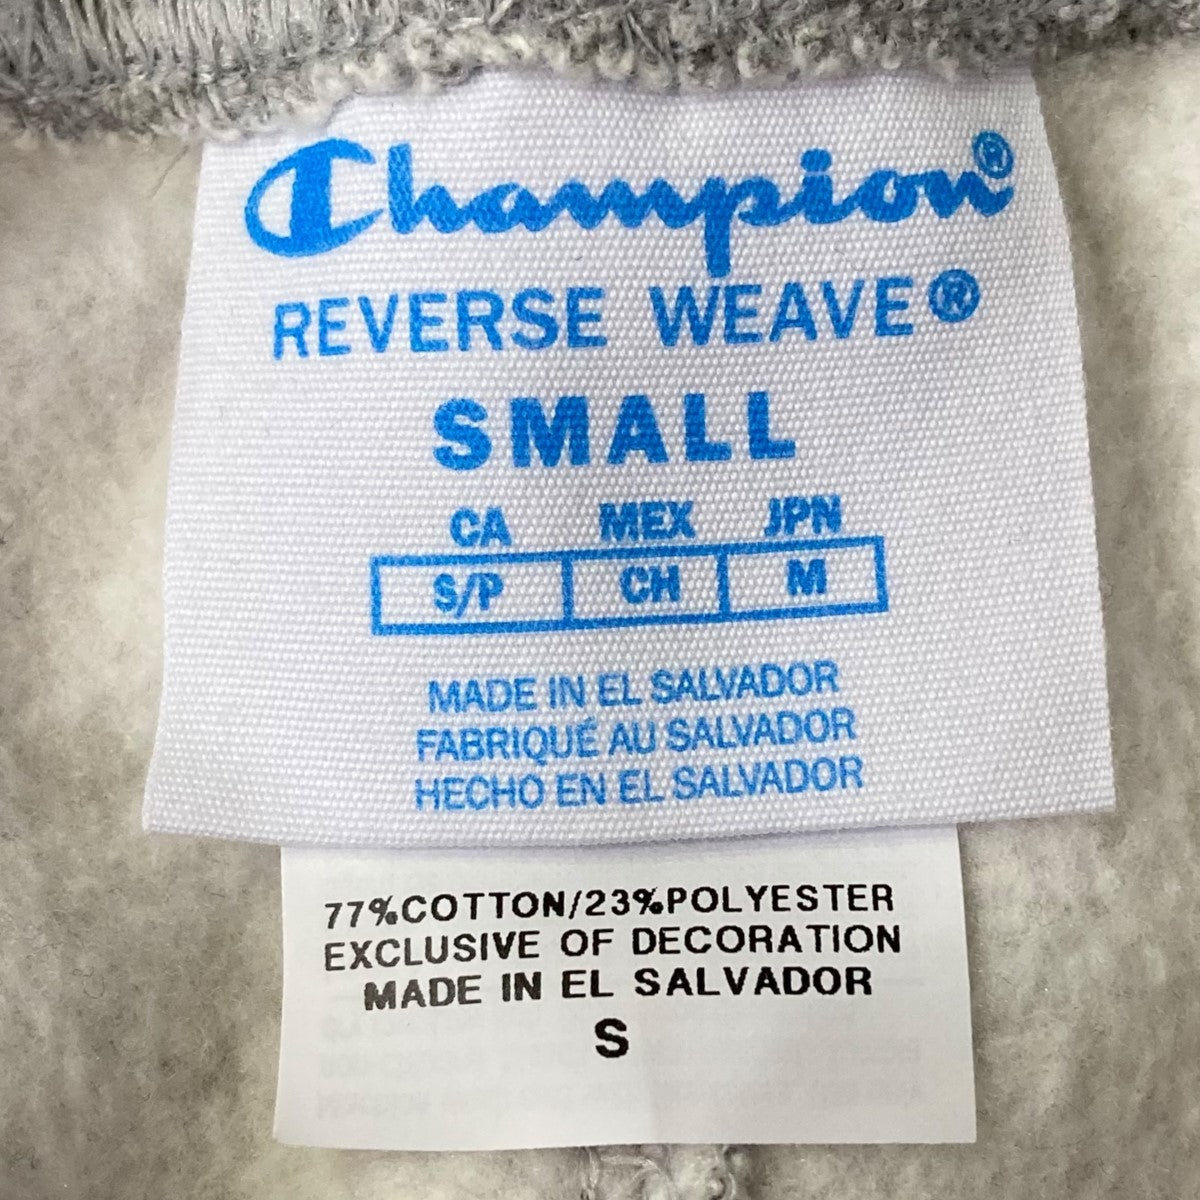 Champion®
REVERSE WEAVE®
SMALL
CA MEX JPN
S/P CH M
MADE IN EL SALVADOR
FABRIQUÉ AU SALVADOR
HECHO EN EL SALVADOR
77%COTTON/23%POLYESTER
EXCLUSIVE OF DECORATION
MADE IN EL SALVADOR
S